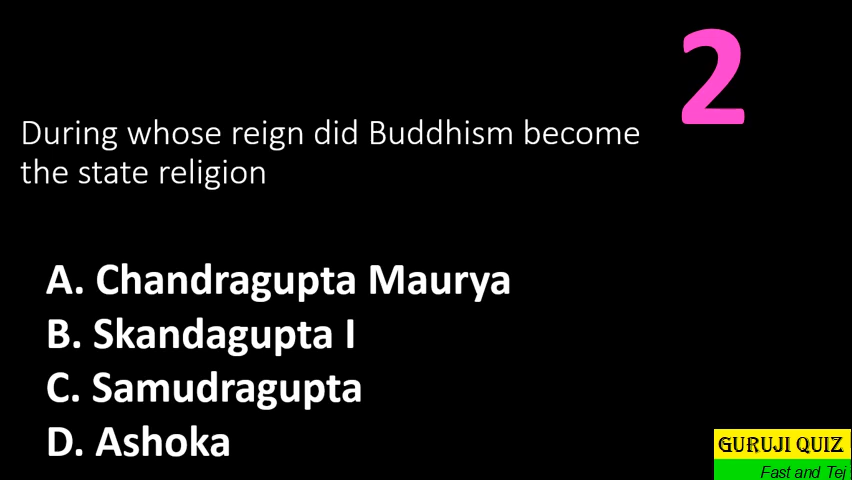 2
During whose reign did Buddhism become
the state religion
A. Chandragupta Maurya
B. Skandagupta I
C. Samudragupta
D. Ashoka
GURUJI QUIZ
Fast and Tej